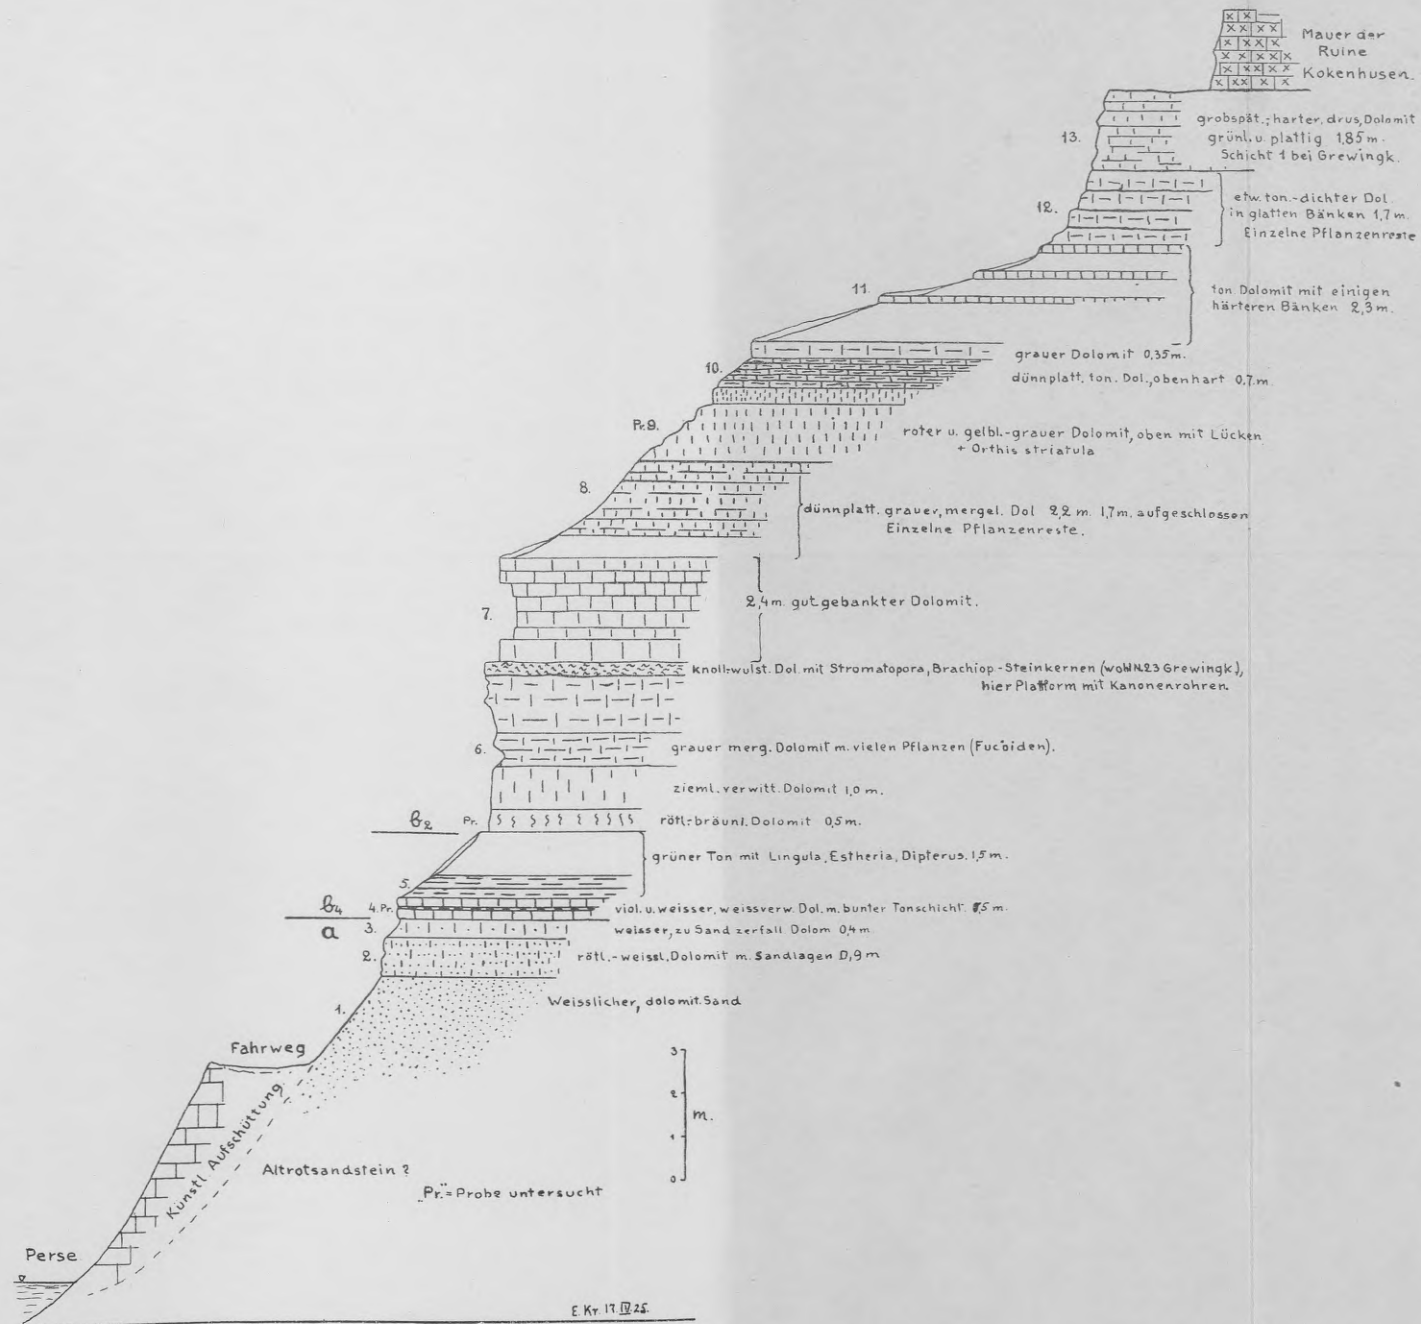 Mauer der
Ruine
Kokenhusen.
13.
grobspät.; harter, drus, Dolomit
grünl. u. plattig 1,85 m.
Schicht 1 bei Grewingk.
12.
etw. ton.-dichter Dol.
in glatten Bänken 1,7 m.
Einzelne Pflanzenreste
11.
ton Dolomit mit einigen
härteren Bänken 2,3 m.
grauer Dolomit 0,35 m.
10.
dünnplatt. ton. Dol., oben hart 0,7 m
Pr. 9.
roter u. gelbl.-grauer Dolomit, oben mit Lücken
+ Orthis striatula
8.
dünnplatt. grauer, mergel. Dol 2,2 m. 1,7 m. aufgeschlossen
Einzelne Pflanzenreste.
7.
2,4 m. gut gebankter Dolomit.
knoll-wulst. Dol. mit Stromatopora, Brachiop-Steinkernen (wohl N.23 Grewingk),
hier Plattform mit Kanonenrohren.
6.
grauer merg. Dolomit m. vielen Pflanzen (Fucoiden).
zieml. verwitt. Dolomit 1,0 m.
b2 Pr.
rötl.-bräunl. Dolomit 0,5 m.
grüner Ton mit Lingula, Estheria, Dipterus. 1,5 m.
5.
4. Pr.
viol. u. weisser, weissverw. Dol. m. bunter Tonschicht. m.
a
3.
weisser, zu Sand zerfall Dolom 0,4 m
2.
rötl.-weissl. Dolomit m. Sandlagen 0,9 m
1.
Weisslicher, dolomit. Sand
Fahrweg
3
2
1
0
m.
Künstl Aufschüttung
Altrotsandstein ?
"Pr." = Probe untersucht
Perse
E. Kr. 17. IV. 25.